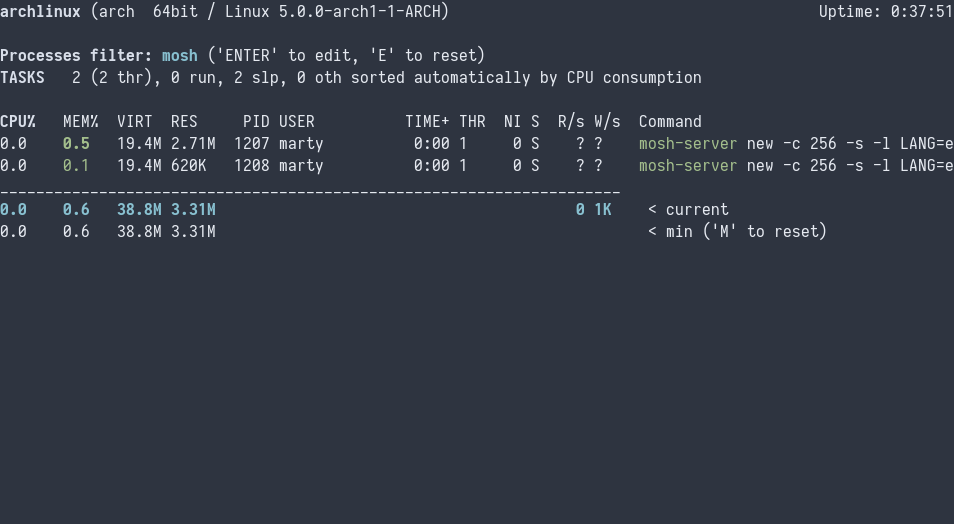 archlinux (arch  64bit / Linux 5.0.0-arch1-1-ARCH)                                         Uptime: 0:37:51
Processes filter: mosh ('ENTER' to edit, 'E' to reset)
TASKS   2 (2 thr), 0 run, 2 slp, 0 oth sorted automatically by CPU consumption
CPU%   MEM%  VIRT  RES     PID USER          TIME+ THR  NI S  R/s W/s  Command
0.0    0.5   19.4M 2.71M  1207 marty          0:00 1     0 S    ? ?    mosh-server new -c 256 -s -l LANG=e
0.0    0.1   19.4M 620K   1208 marty          0:00 1     0 S    ? ?    mosh-server new -c 256 -s -l LANG=e
_____________________________________________________________________
0.0    0.6   38.8M 3.31M                                        0 1K    < current
0.0    0.6   38.8M 3.31M                                                < min ('M' to reset)